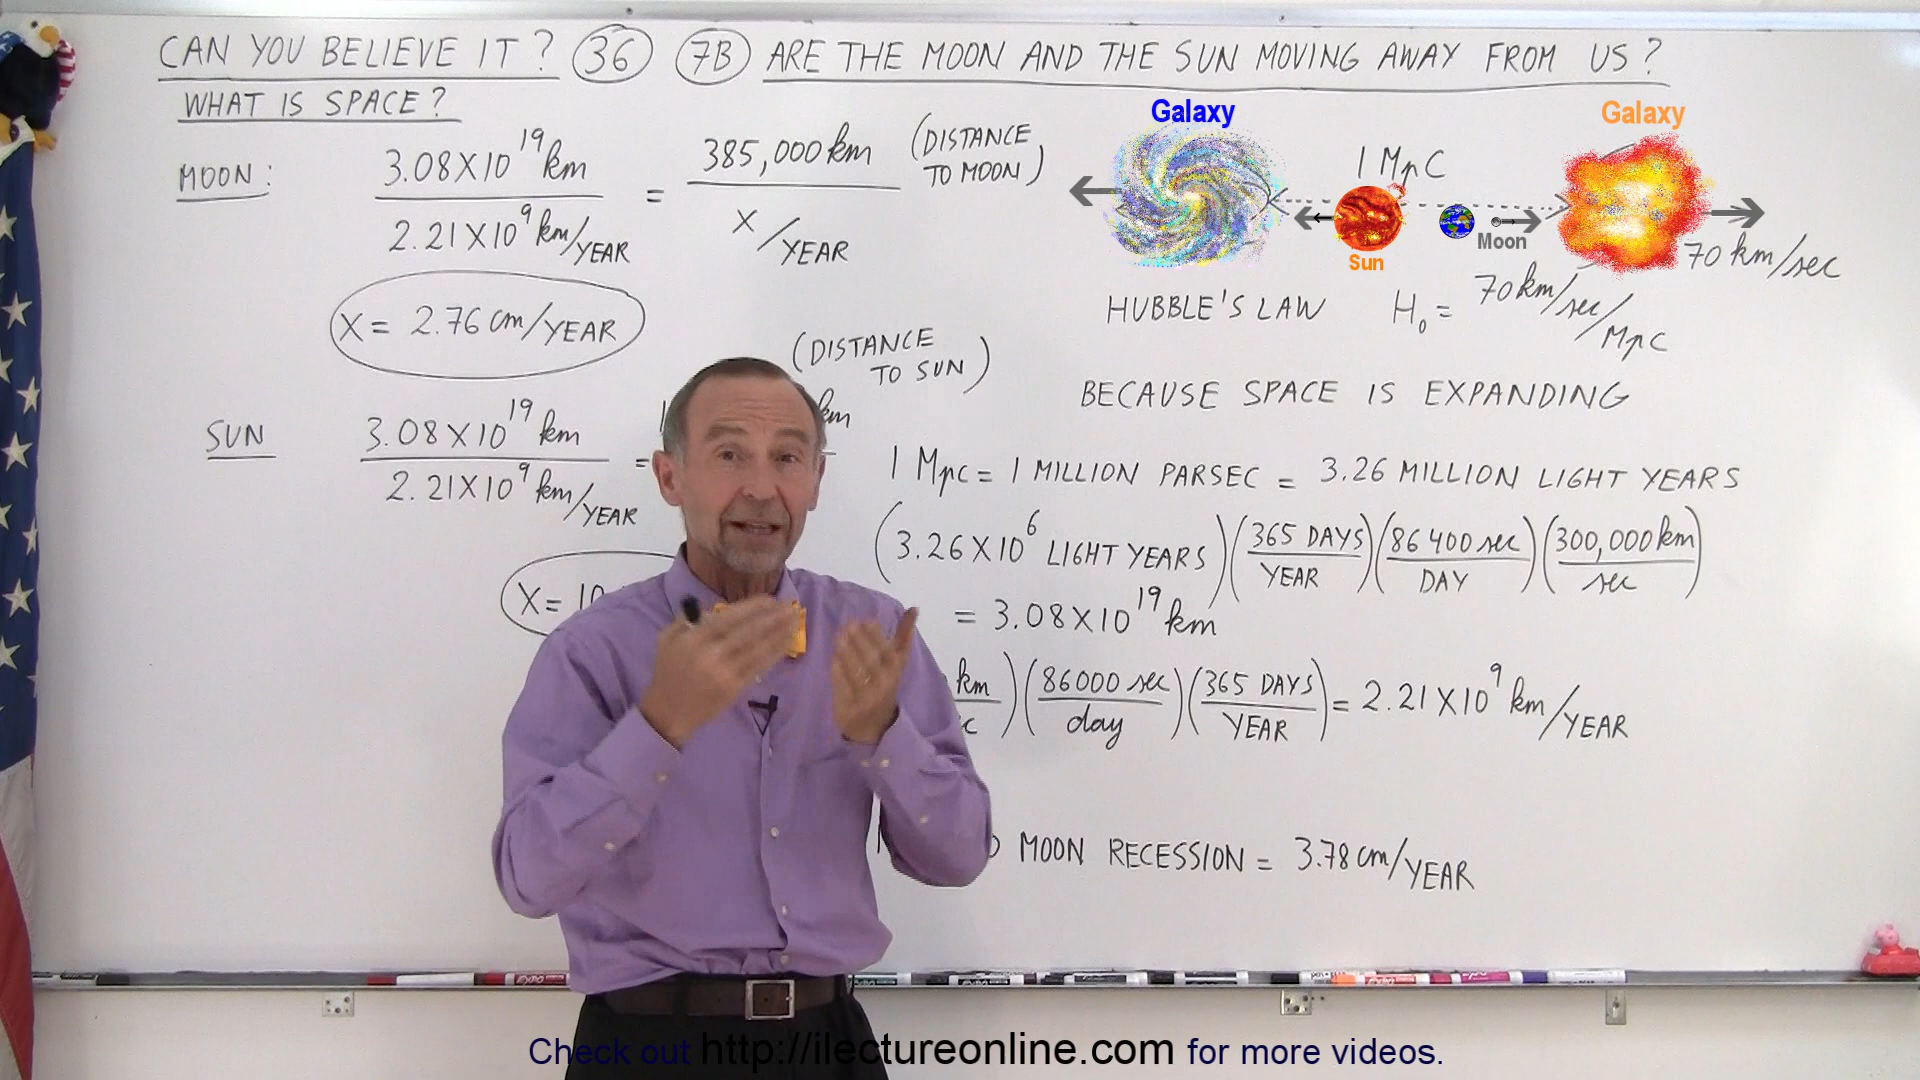 CAN YOU BELIEVE IT? 36 7B ARE THE MOON AND THE SUN MOVING AWAY FROM US?
WHAT IS SPACE?
MOON:
3.08X10^19 km / 2.21X10^9 km/YEAR = 385,000 km / X/YEAR (DISTANCE TO MOON)
X = 2.76 cm/YEAR
(DISTANCE TO SUN)
SUN
3.08X10^19 km / 2.21X10^9 km/YEAR = km
X = 10
Galaxy
Galaxy
1 MpC
Sun
Moon
70 km/sec
HUBBLE'S LAW H₀ = 70 km/sec/MpC
BECAUSE SPACE IS EXPANDING
1 Mpc = 1 MILLION PARSEC = 3.26 MILLION LIGHT YEARS
(3.26X10^6 LIGHT YEARS)(365 DAYS/YEAR)(86400 sec/DAY)(300,000 km/sec)
= 3.08X10^19 km
km)(86000 sec/day)(365 DAYS/YEAR) = 2.21X10^9 km/YEAR
MOON RECESSION = 3.78 cm/YEAR
EXPO
Check out http://ilectureonline.com for more videos.